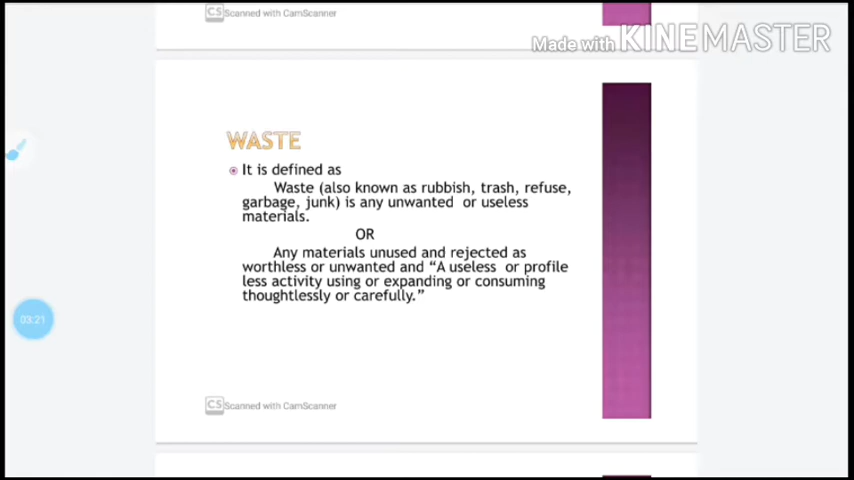 CS Scanned with CamScanner
Made with KINEMASTER
WASTE
It is defined as
Waste (also known as rubbish, trash, refuse,
garbage, junk) is any unwanted or useless
materials.
OR
Any materials unused and rejected as
worthless or unwanted and “A useless or profile
less activity using or expanding or consuming
thoughtlessly or carefully.”
03:21
CS Scanned with CamScanner